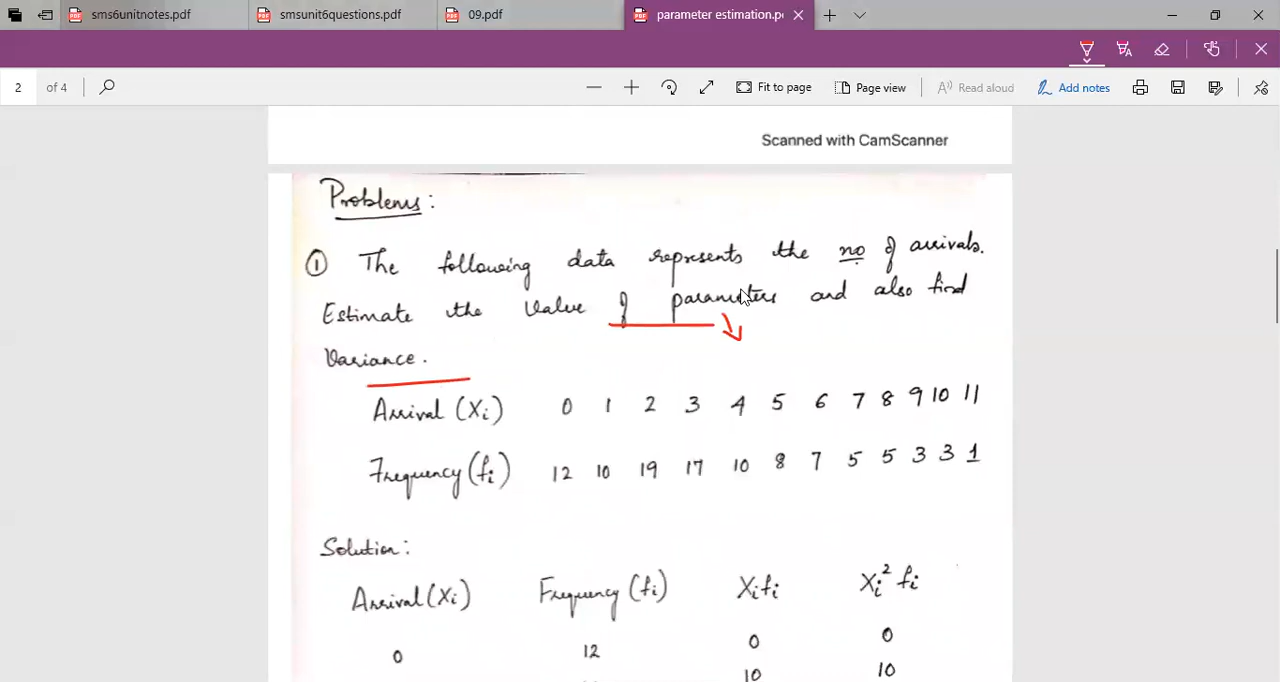 sms6unitnotes.pdf
smsunit6questions.pdf
09.pdf
parameter estimation.p
2 of 4
Fit to page
Page view
Read aloud
Add notes
Scanned with CamScanner
Problems:
① The following data represents the no of arrivals.
Estimate the value of parameters and also find
Variance.
Arrival (Xi) 0 1 2 3 4 5 6 7 8 9 10 11
Frequency (fi) 12 10 19 17 10 8 7 5 5 3 3 1
Solution:
Arrival (Xi) Frequency (fi) Xifi Xi² fi
0 12 0 0
10 10